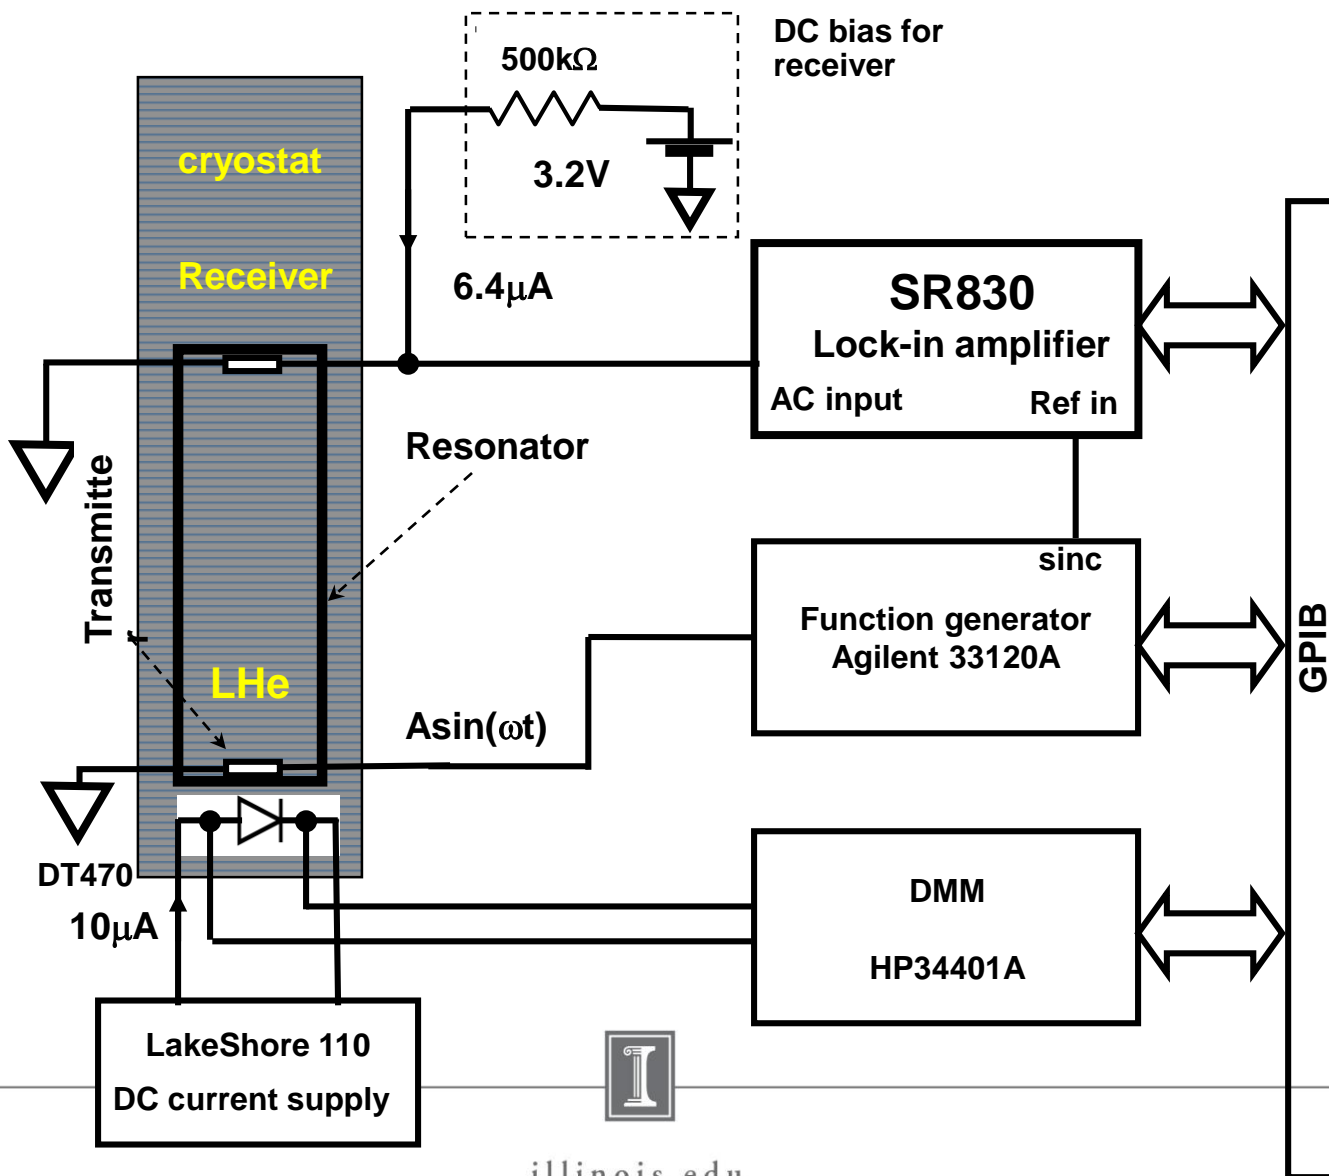 DC bias for
receiver
500kΩ
3.2V
cryostat
Receiver
6.4μA
SR830
Lock-in amplifier
AC input
Ref in
Resonator
Transmitte
r
sinc
Function generator
Agilent 33120A
GPIB
LHe
Asin(ωt)
DT470
10μA
DMM
HP34401A
LakeShore 110
DC current supply
I
illinois.edu